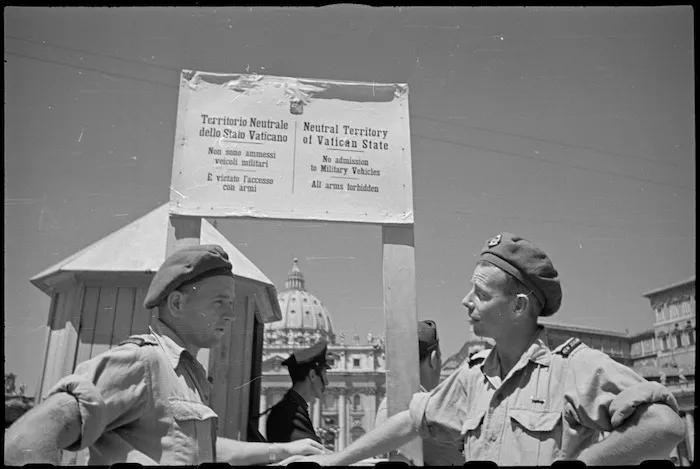 Territorio Neutrale
dello Stato Vaticano
Non sono ammessi
veicoli militari
È vietato l'accesso
con armi
Neutral Territory
of Vatican State
No admission
to Military Vehicles
All arms forbidden